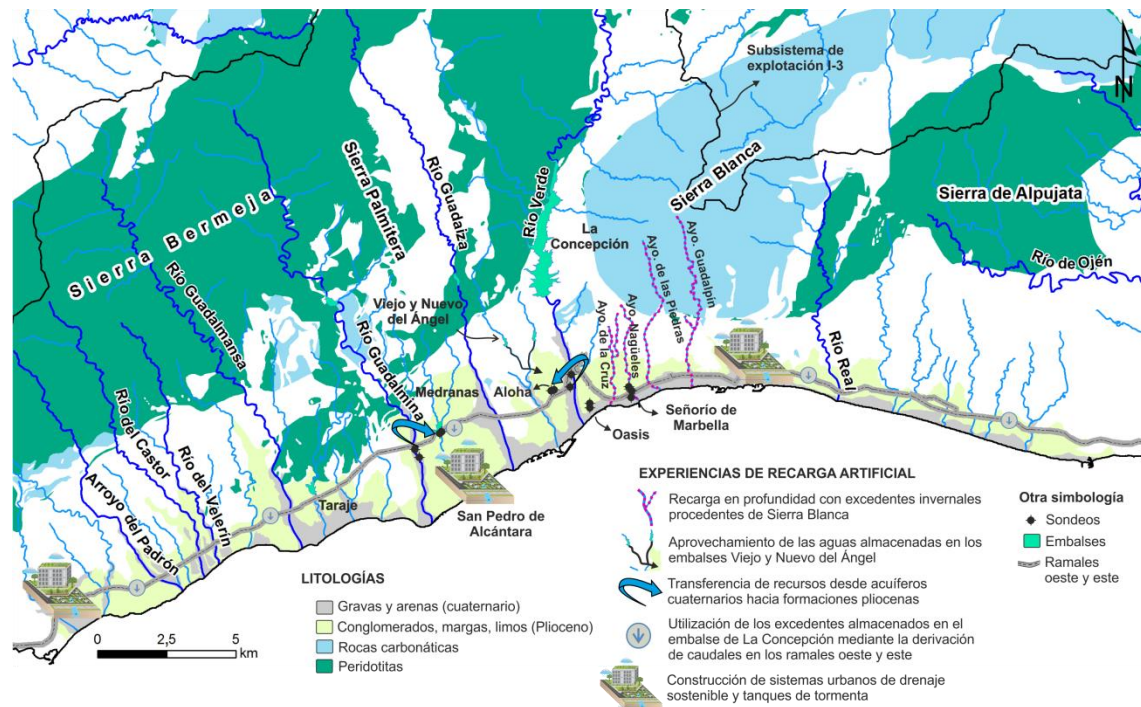 Subsistema de
explotación I-3
N
Sierra Bermeja
Sierra Palmitera
Río Guadaiza
Río Verde
La
Concepción
Sierra Blanca
Sierra de Alpujata
Río de Ojén
Río Real
Río Guadalmansa
Río Guadalmina
Viejo y Nuevo
del Ángel
Ayo. de la Cruz
Ayo. Nagüeles
Ayo. de las Piedras
Ayo. Guadalpín
Medranas
Aloha
Oasis
Señorío de
Marbella
Arroyo del Padrón
Río del Castor
Río del Velerín
Taraje
San Pedro de
Alcántara
0 2,5 5
km
LITOLOGÍAS
Gravas y arenas (cuaternario)
Conglomerados, margas, limos (Plioceno)
Rocas carbonáticas
Peridotitas
EXPERIENCIAS DE RECARGA ARTIFICIAL
Recarga en profundidad con excedentes invernales
procedentes de Sierra Blanca
Aprovechamiento de las aguas almacenadas en los
embalses Viejo y Nuevo del Ángel
Transferencia de recursos desde acuíferos
cuaternarios hacia formaciones pliocenas
Utilización de los excedentes almacenados en el
embalse de La Concepción mediante la derivación
de caudales en los ramales oeste y este
Construcción de sistemas urbanos de drenaje
sostenible y tanques de tormenta
Otra simbología
Sondeos
Embalses
Ramales
oeste y este